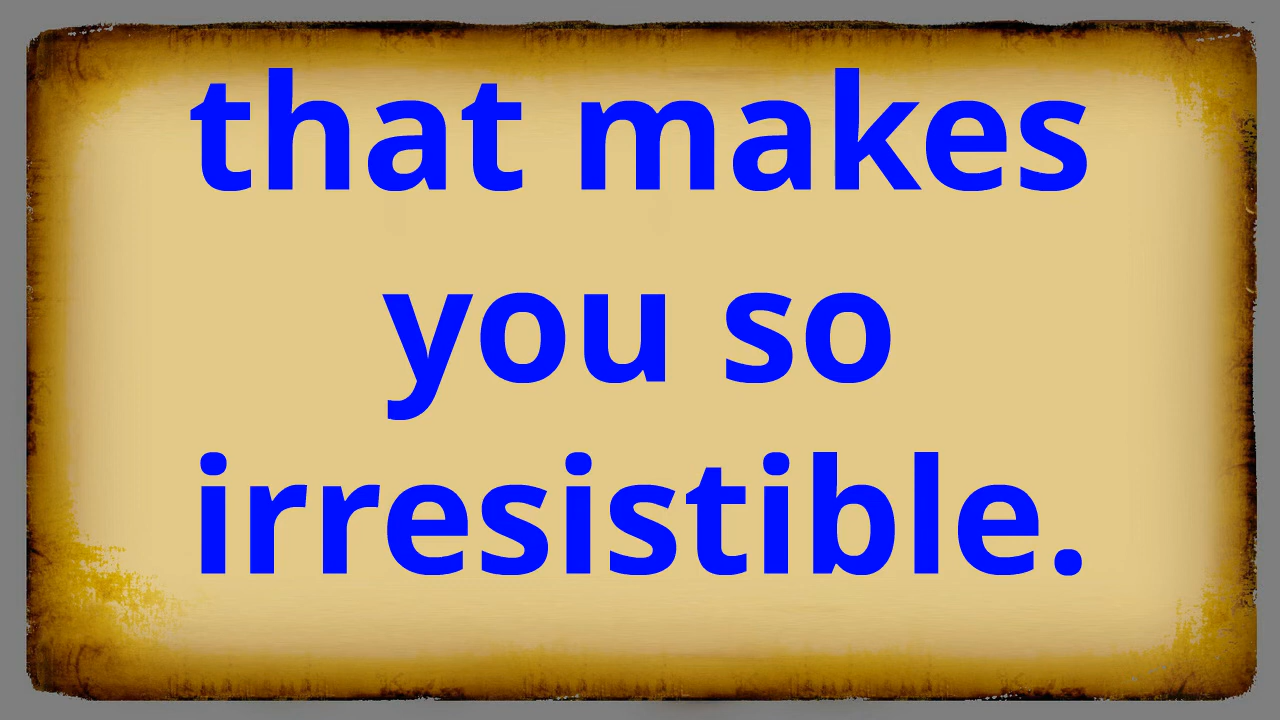 that makes
you so
irresistible.